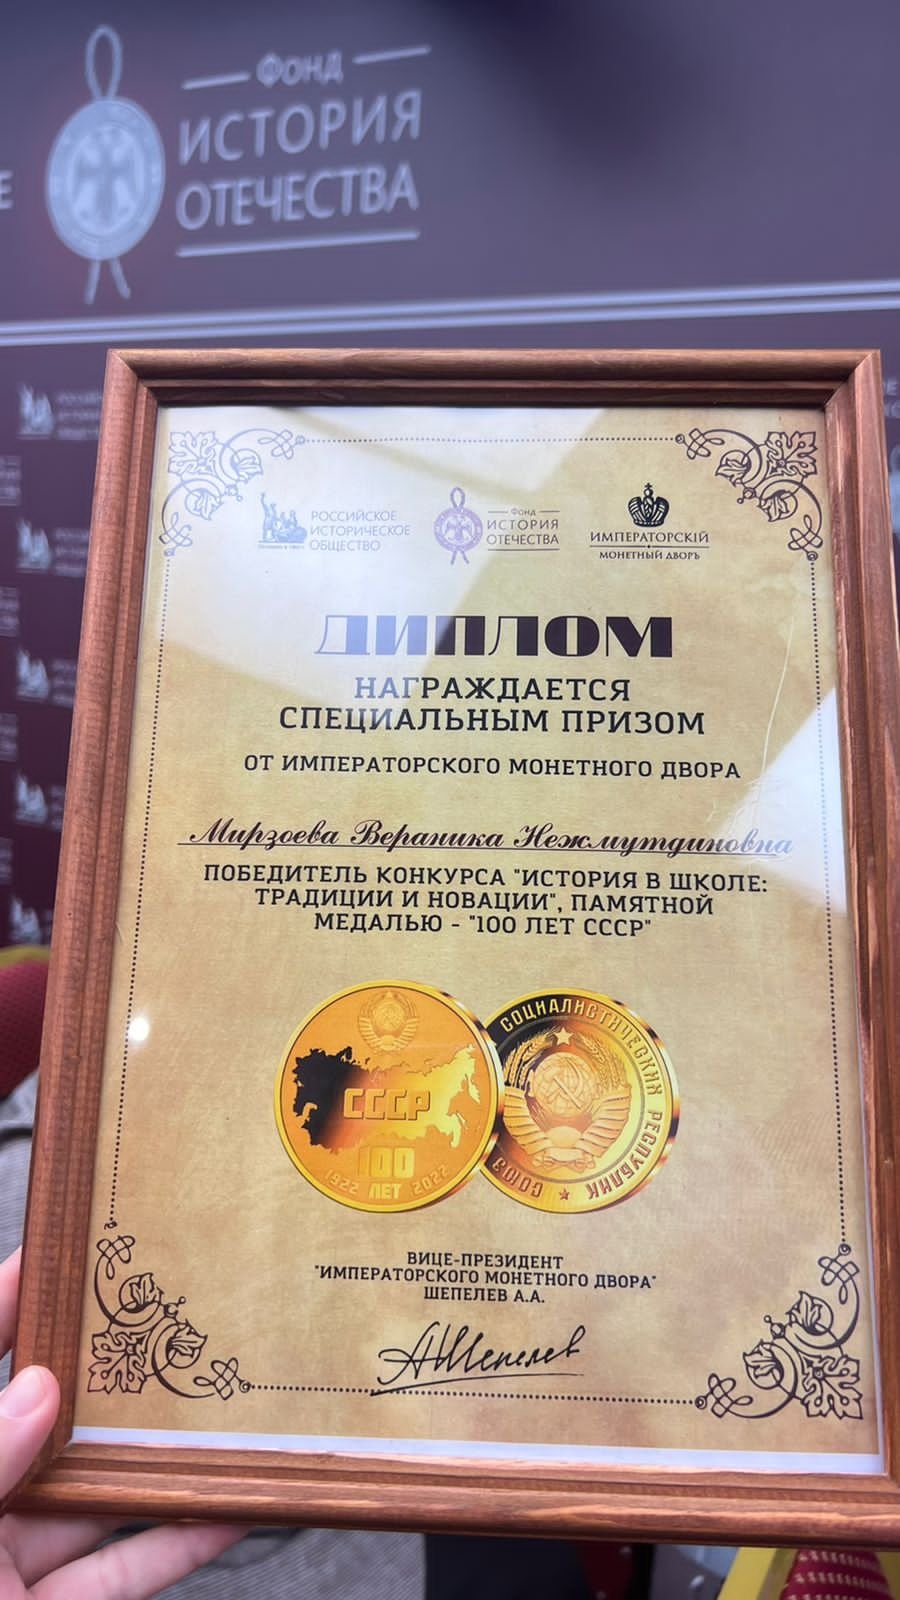 Фонд
ИСТОРИЯ
ОТЕЧЕСТВА
РОССИЙСКОЕ
ИСТОРИЧЕСКОЕ
ОБЩЕСТВО
Фонд
ИСТОРИЯ
ОТЕЧЕСТВА
ИМПЕРАТОРСКІЙ
МОНЕТНЫЙ ДВОРЪ
ДИПЛОМ
НАГРАЖДАЕТСЯ
СПЕЦИАЛЬНЫМ ПРИЗОМ
ОТ ИМПЕРАТОРСКОГО МОНЕТНОГО ДВОРА
Мирзоева Вераника Нежмутдиновна
ПОБЕДИТЕЛЬ КОНКУРСА "ИСТОРИЯ В ШКОЛЕ:
ТРАДИЦИИ И НОВАЦИИ", ПАМЯТНОЙ
МЕДАЛЬЮ - "100 ЛЕТ СССР"
СССР
100
1922 ЛЕТ 2022
СОЮЗ СОЦИАЛИСТИЧЕСКИХ РЕСПУБЛИК
ВИЦЕ-ПРЕЗИДЕНТ
"ИМПЕРАТОРСКОГО МОНЕТНОГО ДВОРА"
ШЕПЕЛЕВ А.А.
АШепелев